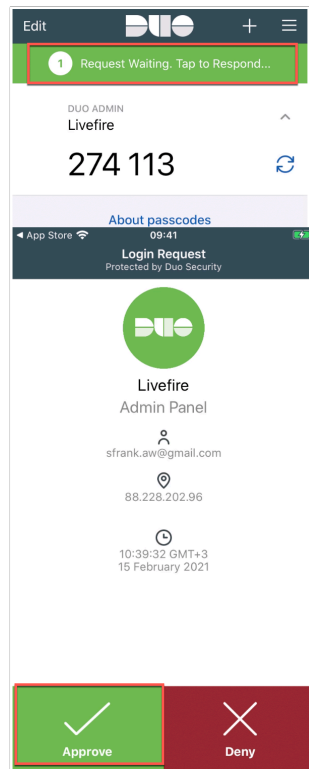 Edit DUO
1 Request Waiting. Tap to Respond...
DUO ADMIN
Livefire
274 113
About passcodes
App Store 09:41
Login Request
Protected by Duo Security
DUO
Livefire
Admin Panel
sfrank.aw@gmail.com
88.228.202.96
10:39:32 GMT+3
15 February 2021
Approve Deny